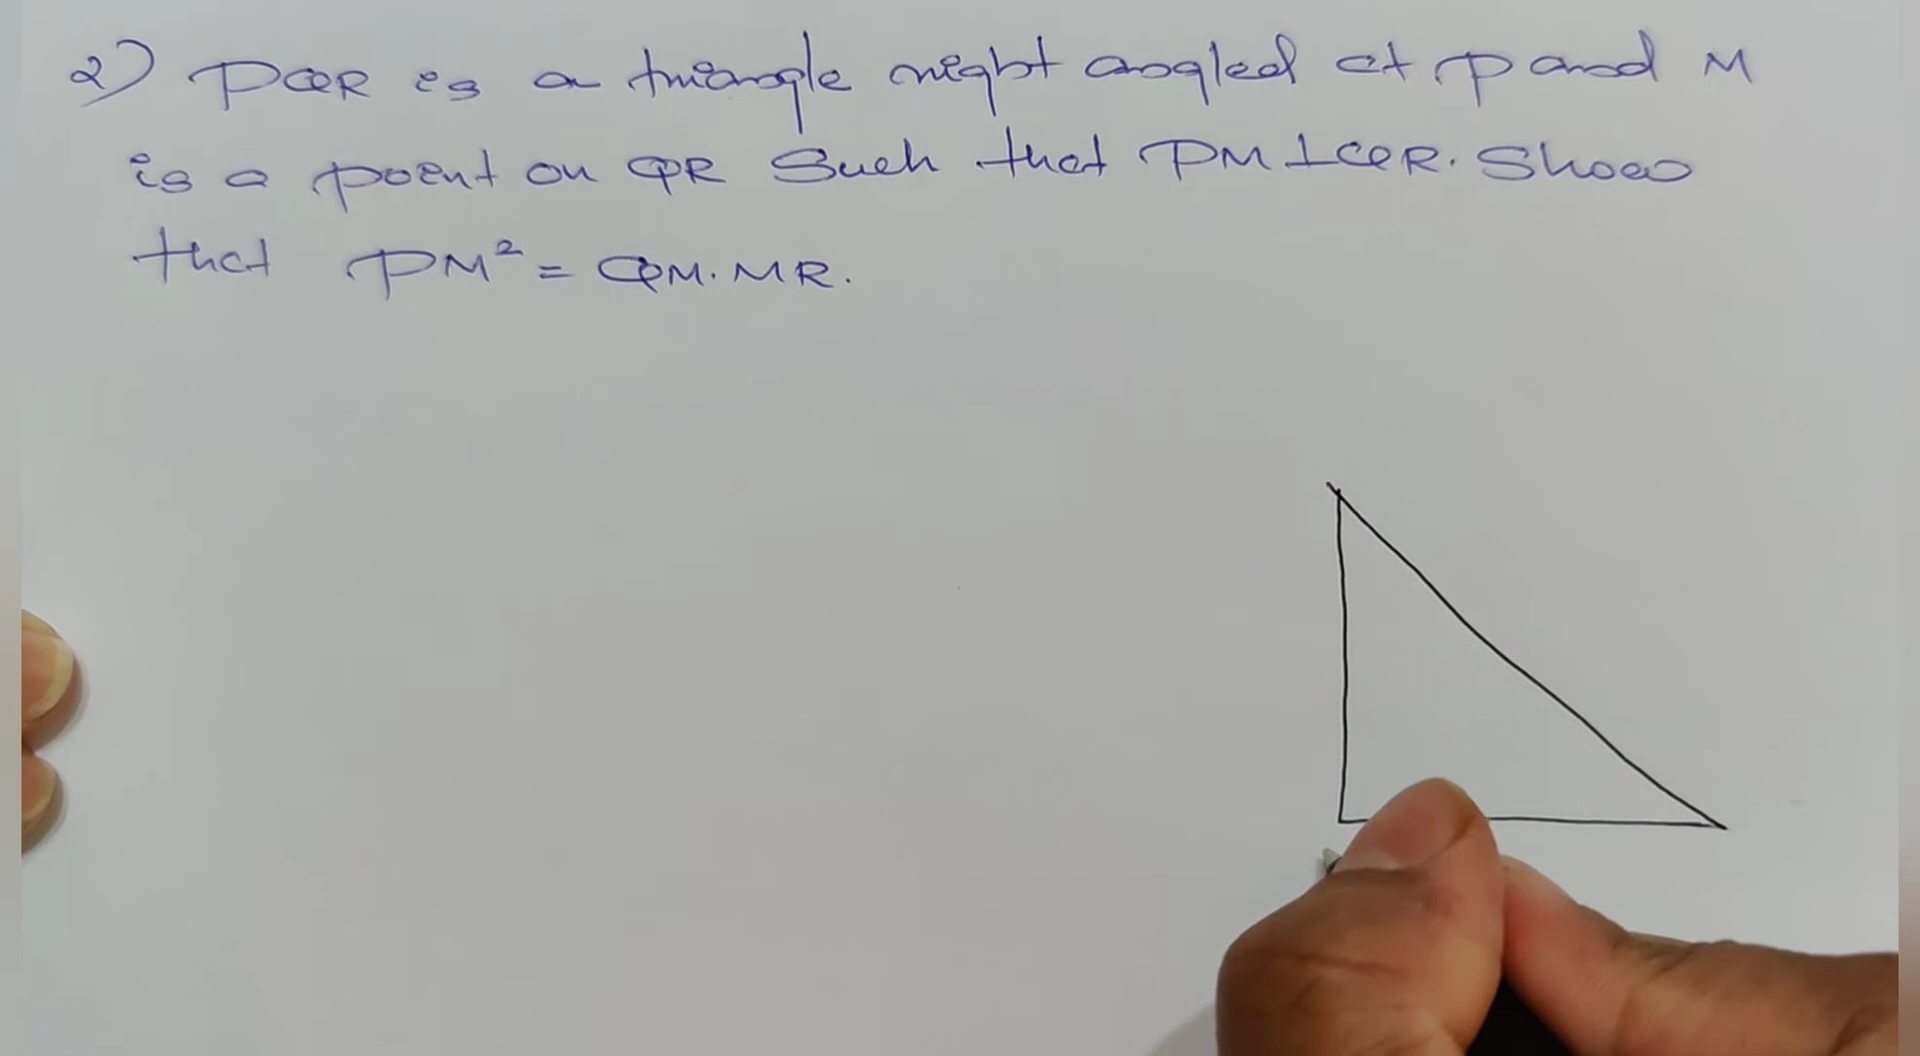 2) PQR is a triangle right angled at P and M
is a point on QR such that PM ⊥ QR. Show
that PM² = QM. MR.